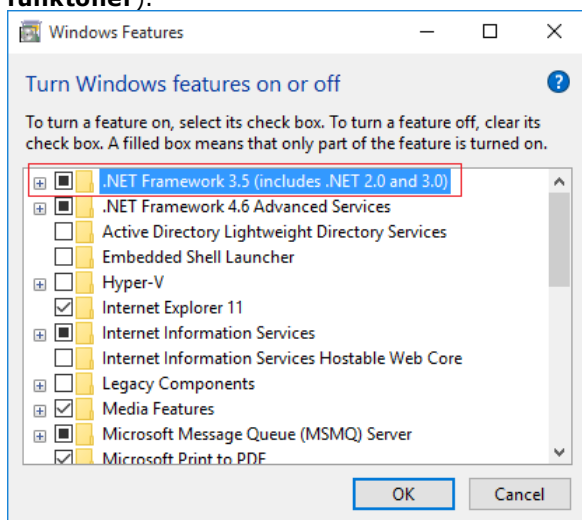 funktoner).
Windows Features
Turn Windows features on or off
To turn a feature on, select its check box. To turn a feature off, clear its
check box. A filled box means that only part of the feature is turned on.
.NET Framework 3.5 (includes .NET 2.0 and 3.0)
.NET Framework 4.6 Advanced Services
Active Directory Lightweight Directory Services
Embedded Shell Launcher
Hyper-V
Internet Explorer 11
Internet Information Services
Internet Information Services Hostable Web Core
Legacy Components
Media Features
Microsoft Message Queue (MSMQ) Server
Microsoft Print to PDF
OK Cancel